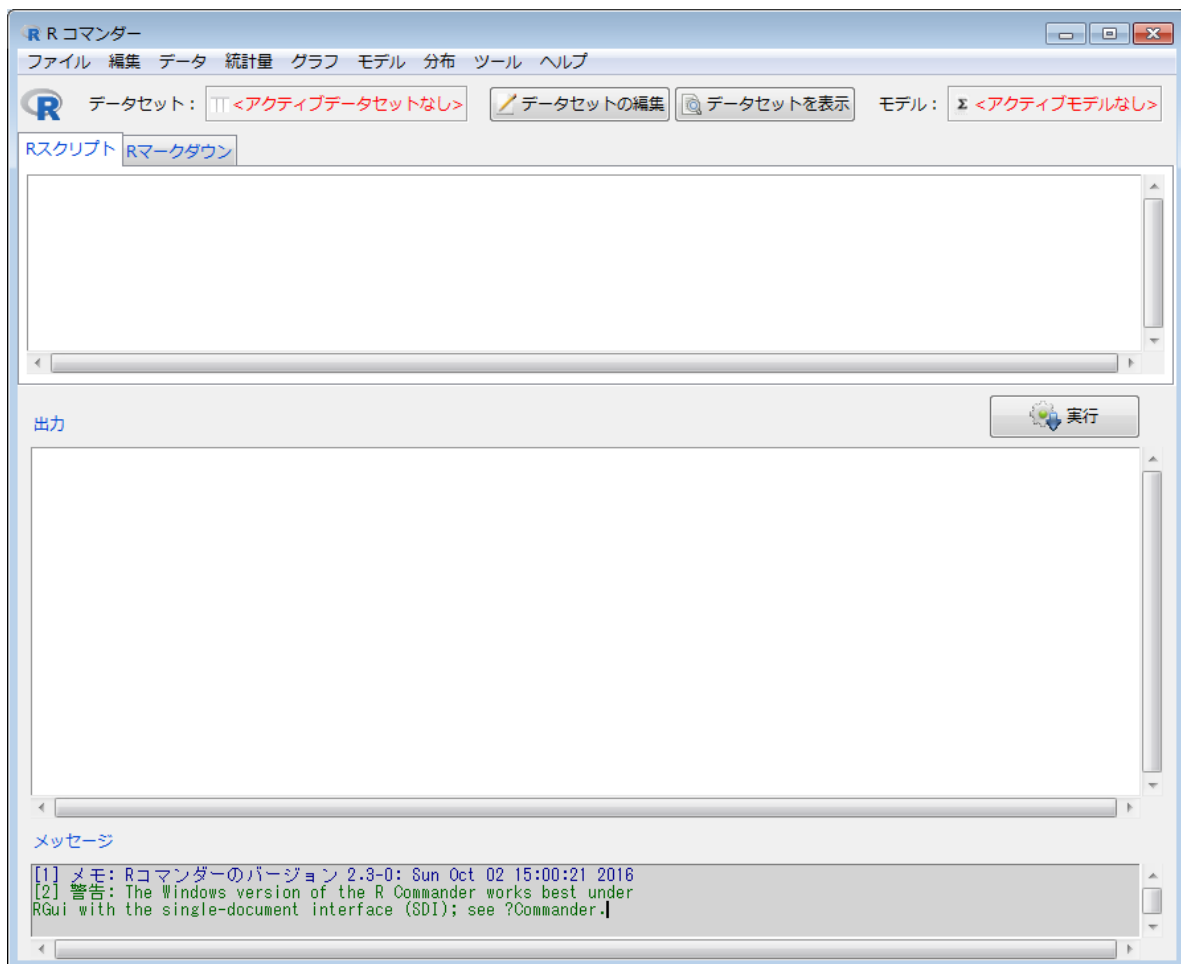 R コマンダー
ファイル 編集 データ 統計量 グラフ モデル 分布 ツール ヘルプ
データセット： <アクティブデータセットなし> データセットの編集 データセットを表示 モデル： Σ <アクティブモデルなし>
Rスクリプト Rマークダウン
出力 実行
メッセージ
[1] メモ: Rコマンダーのバージョン 2.3-0: Sun Oct 02 15:00:21 2016
[2] 警告: The Windows version of the R Commander works best under
RGui with the single-document interface (SDI); see ?Commander.